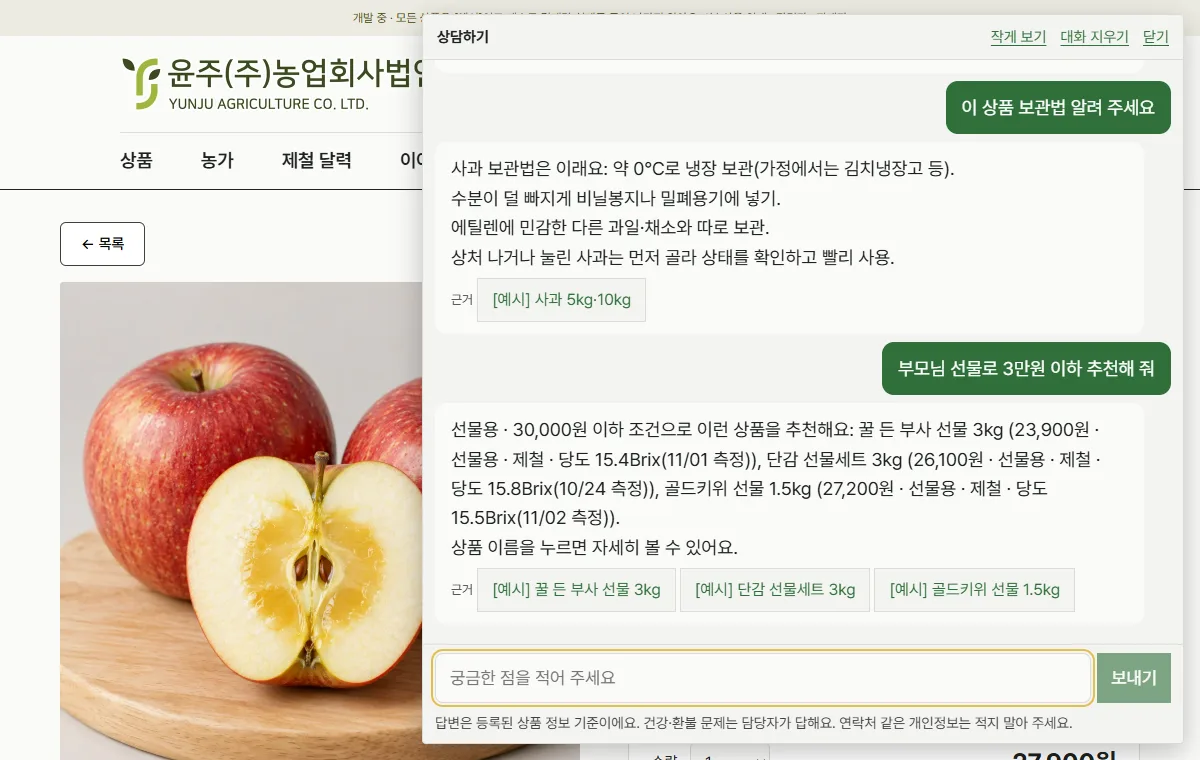 개발 중 · 모든
상담하기
작게 보기 대화 지우기 닫기
윤주(주)농업회사법인
YUNJU AGRICULTURE CO. LTD.
상품 농가 제철 달력
← 목록
이 상품 보관법 알려 주세요
사과 보관법은 이래요: 약 0°C로 냉장 보관(가정에서는 김치냉장고 등).
수분이 덜 빠지게 비닐봉지나 밀폐용기에 넣기.
에틸렌에 민감한 다른 과일·채소와 따로 보관.
상처 나거나 눌린 사과는 먼저 골라 상태를 확인하고 빨리 사용.
근거 [예시] 사과 5kg·10kg
부모님 선물로 3만원 이하 추천해 줘
선물용 · 30,000원 이하 조건으로 이런 상품을 추천해요: 꿀 든 부사 선물 3kg (23,900원 ·
선물용 · 제철 · 당도 15.4Brix(11/01 측정)), 단감 선물세트 3kg (26,100원 · 선물용 · 제철 ·
당도 15.8Brix(10/24 측정)), 골드키위 선물 1.5kg (27,200원 · 선물용 · 제철 · 당도
15.5Brix(11/02 측정)).
상품 이름을 누르면 자세히 볼 수 있어요.
근거 [예시] 꿀 든 부사 선물 3kg [예시] 단감 선물세트 3kg [예시] 골드키위 선물 1.5kg
궁금한 점을 적어 주세요
보내기
답변은 등록된 상품 정보 기준이에요. 건강·환불 문제는 담당자가 답해요. 연락처 같은 개인정보는 적지 말아 주세요.